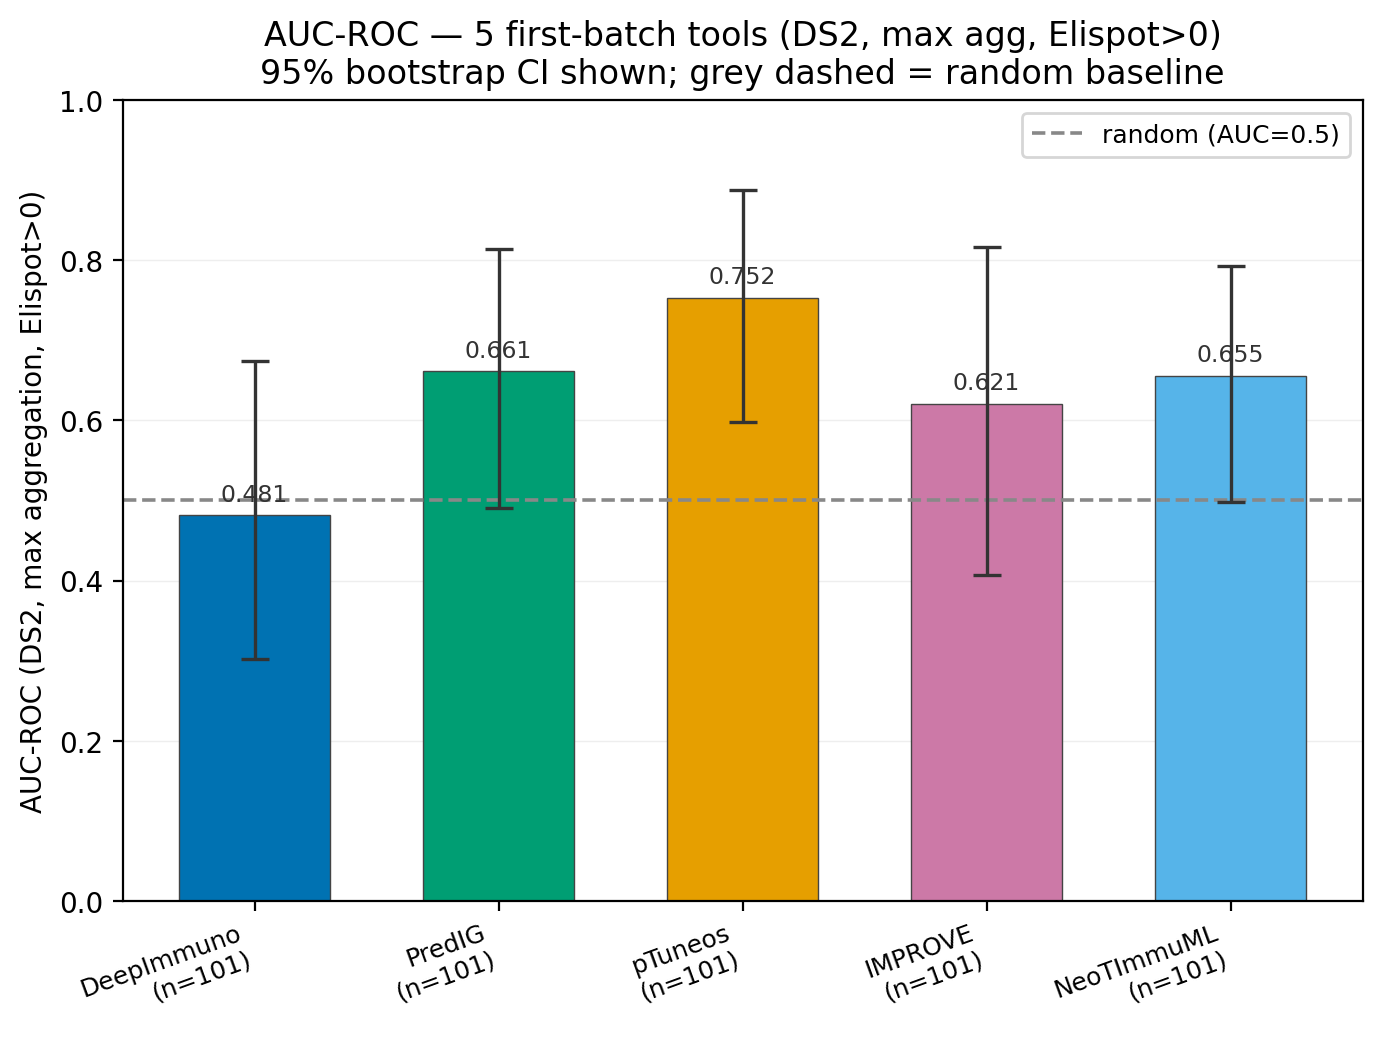 AUC-ROC — 5 first-batch tools (DS2, max agg, Elispot>0)
95% bootstrap CI shown; grey dashed = random baseline
AUC-ROC (DS2, max aggregation, Elispot>0)
1.0
0.8
0.6
0.4
0.2
0.0
random (AUC=0.5)
0.481
0.661
0.752
0.621
0.655
DeepImmuno
(n=101)
PredIG
(n=101)
pTuneos
(n=101)
IMPROVE
(n=101)
NeoTImmuML
(n=101)